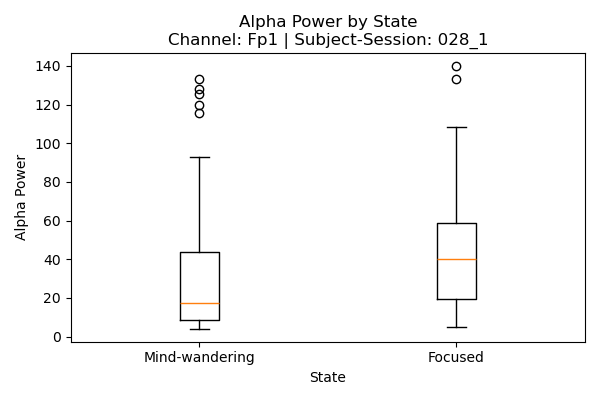 Alpha Power by State
Channel: Fp1 | Subject-Session: 028_1
140
120
100
80
60
40
20
0
Alpha Power
Mind-wandering
Focused
State